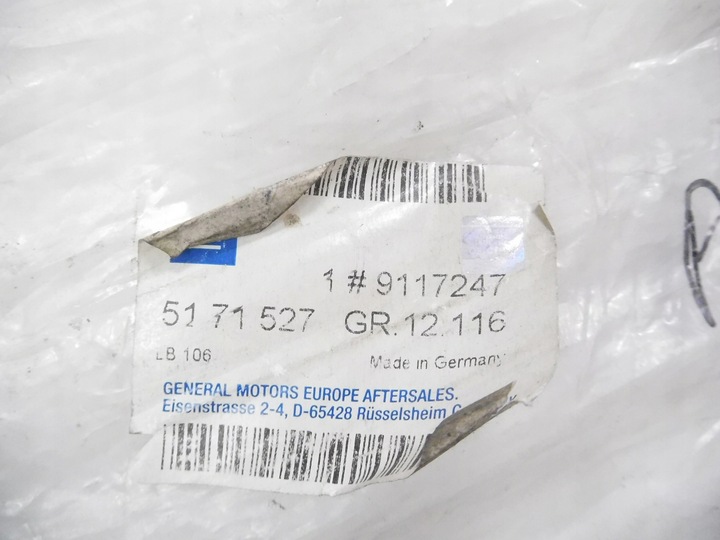 1 # 9117247
51 71 527 GR.12.116
LB 106 Made in Germany
GENERAL MOTORS EUROPE AFTERSALES.
Eisenstrasse 2-4, D-65428 Rüsselsheim